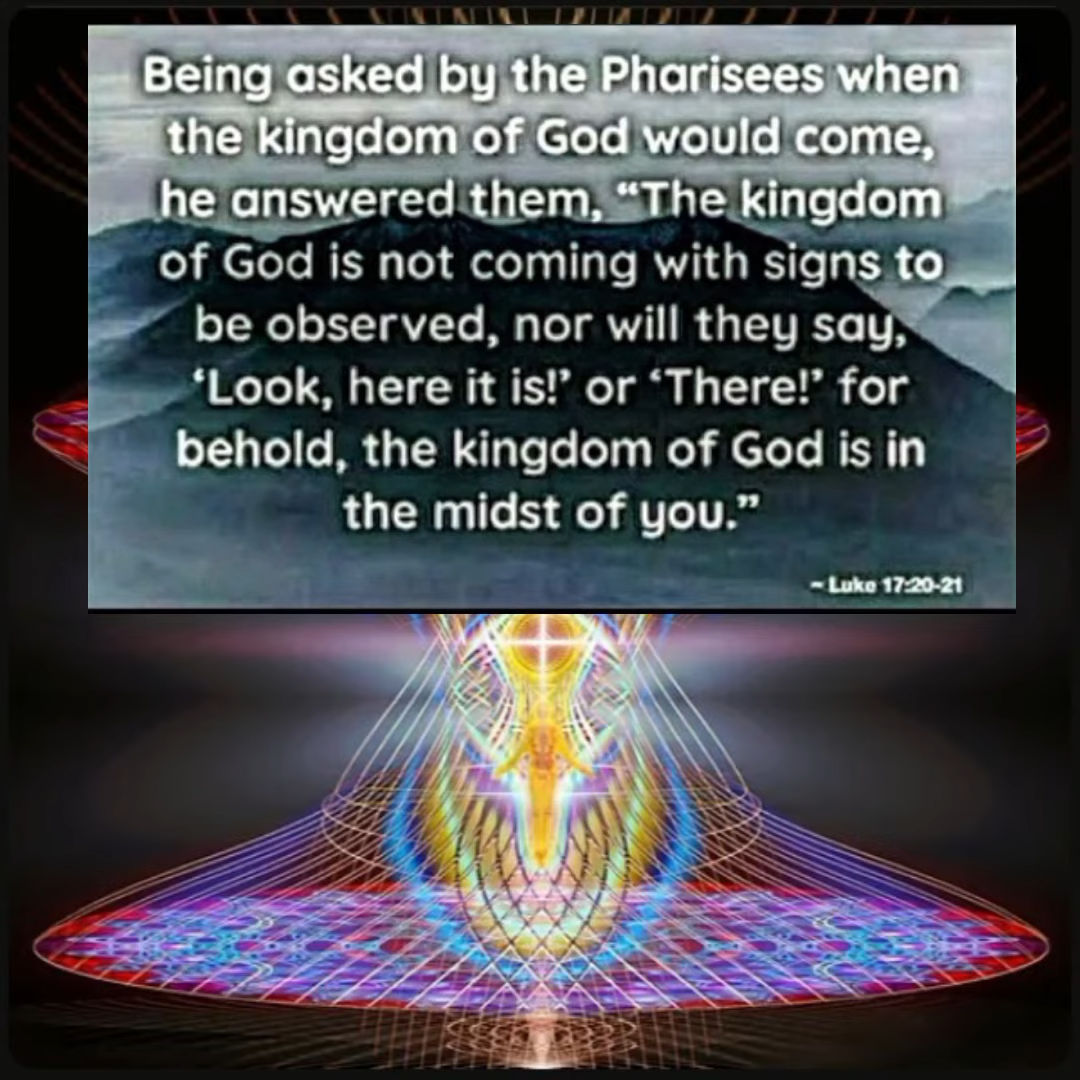 Being asked by the Pharisees when
the kingdom of God would come,
he answered them, “The kingdom
of God is not coming with signs to
be observed, nor will they say,
‘Look, here it is!’ or ‘There!’ for
behold, the kingdom of God is in
the midst of you.”
~ Luke 17:20-21